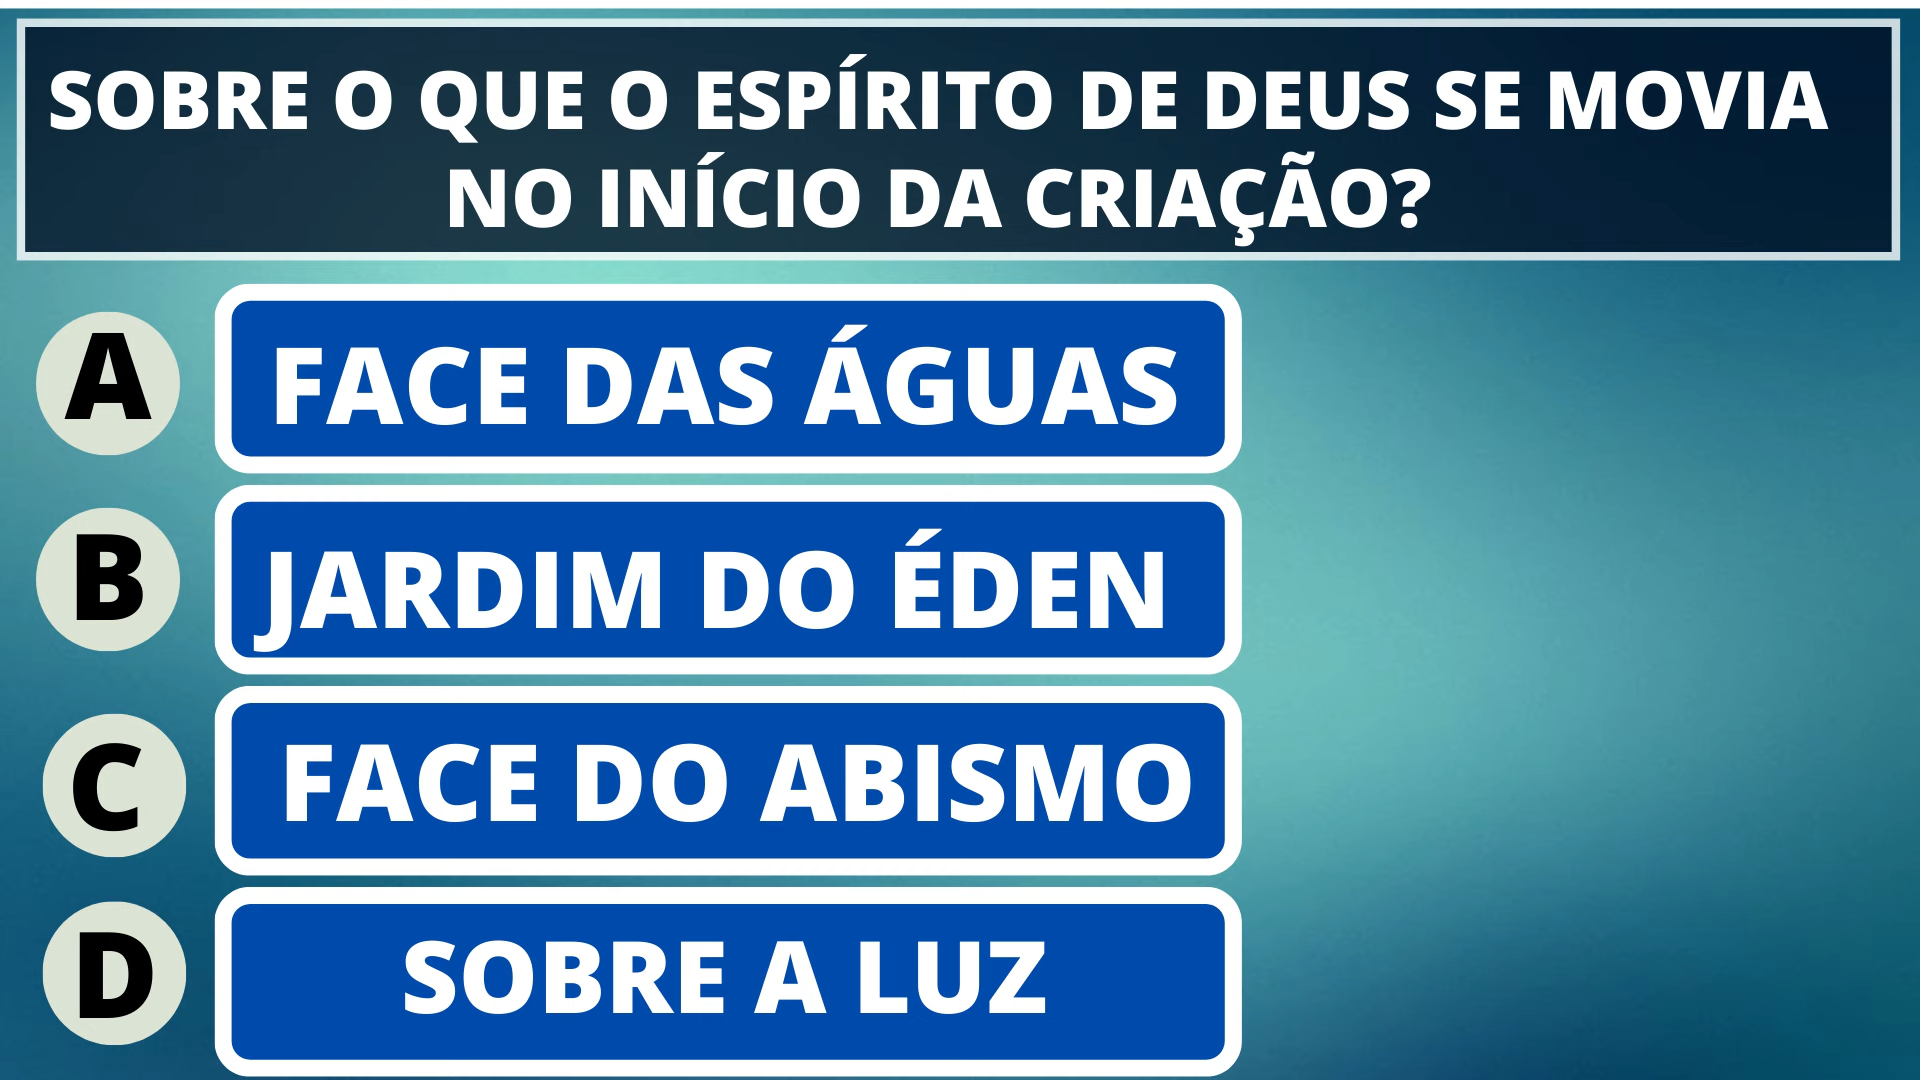 SOBRE O QUE O ESPÍRITO DE DEUS SE MOVIA
NO INÍCIO DA CRIAÇÃO?
A FACE DAS ÁGUAS
B JARDIM DO ÉDEN
C FACE DO ABISMO
D SOBRE A LUZ